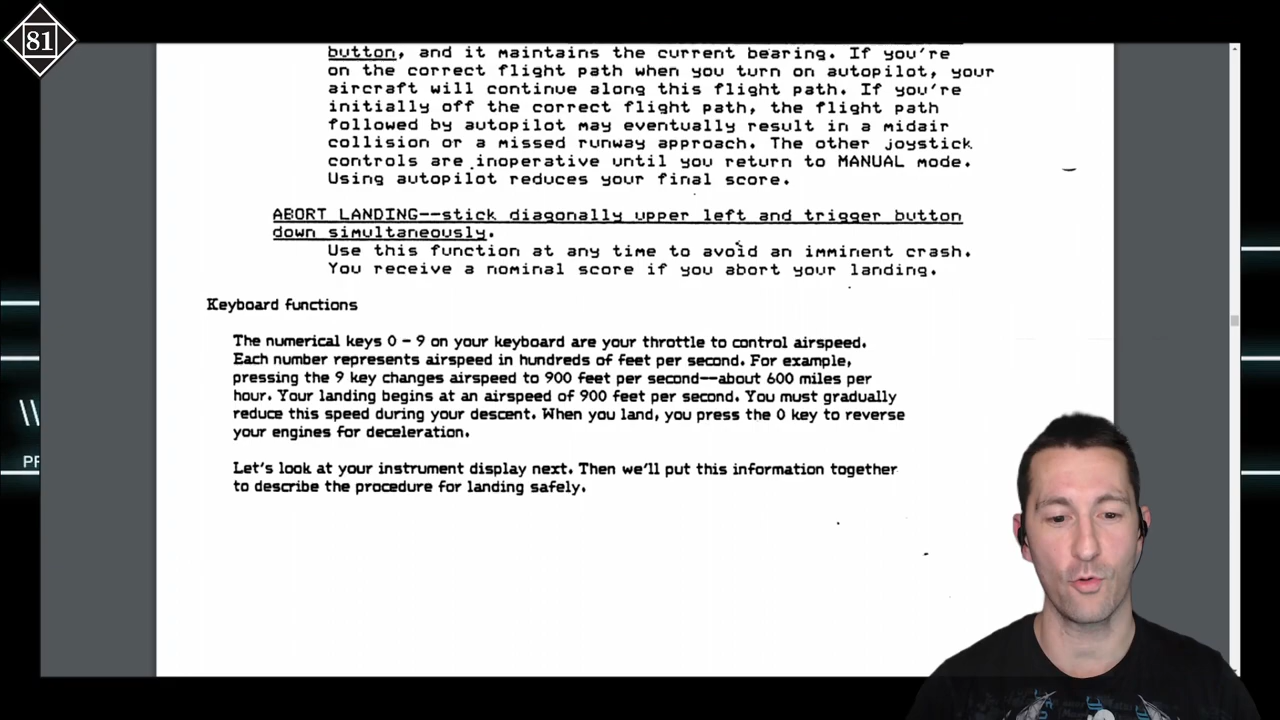 81
button, and it maintains the current bearing. If you're
on the correct flight path when you turn on autopilot, your
aircraft will continue along this flight path. If you're
initially off the correct flight path, the flight path
followed by autopilot may eventually result in a midair
collision or a missed runway approach. The other joystick
controls are inoperative until you return to MANUAL mode.
Using autopilot reduces your final score.
ABORT LANDING--stick diagonally upper left and trigger button
down simultaneously.
Use this function at any time to avoid an imminent crash.
You receive a nominal score if you abort your landing.
Keyboard functions
The numerical keys 0 - 9 on your keyboard are your throttle to control airspeed.
Each number represents airspeed in hundreds of feet per second. For example,
pressing the 9 key changes airspeed to 900 feet per second--about 600 miles per
hour. Your landing begins at an airspeed of 900 feet per second. You must gradually
reduce this speed during your descent. When you land, you press the 0 key to reverse
your engines for deceleration.
Let's look at your instrument display next. Then we'll put this information together
to describe the procedure for landing safely.